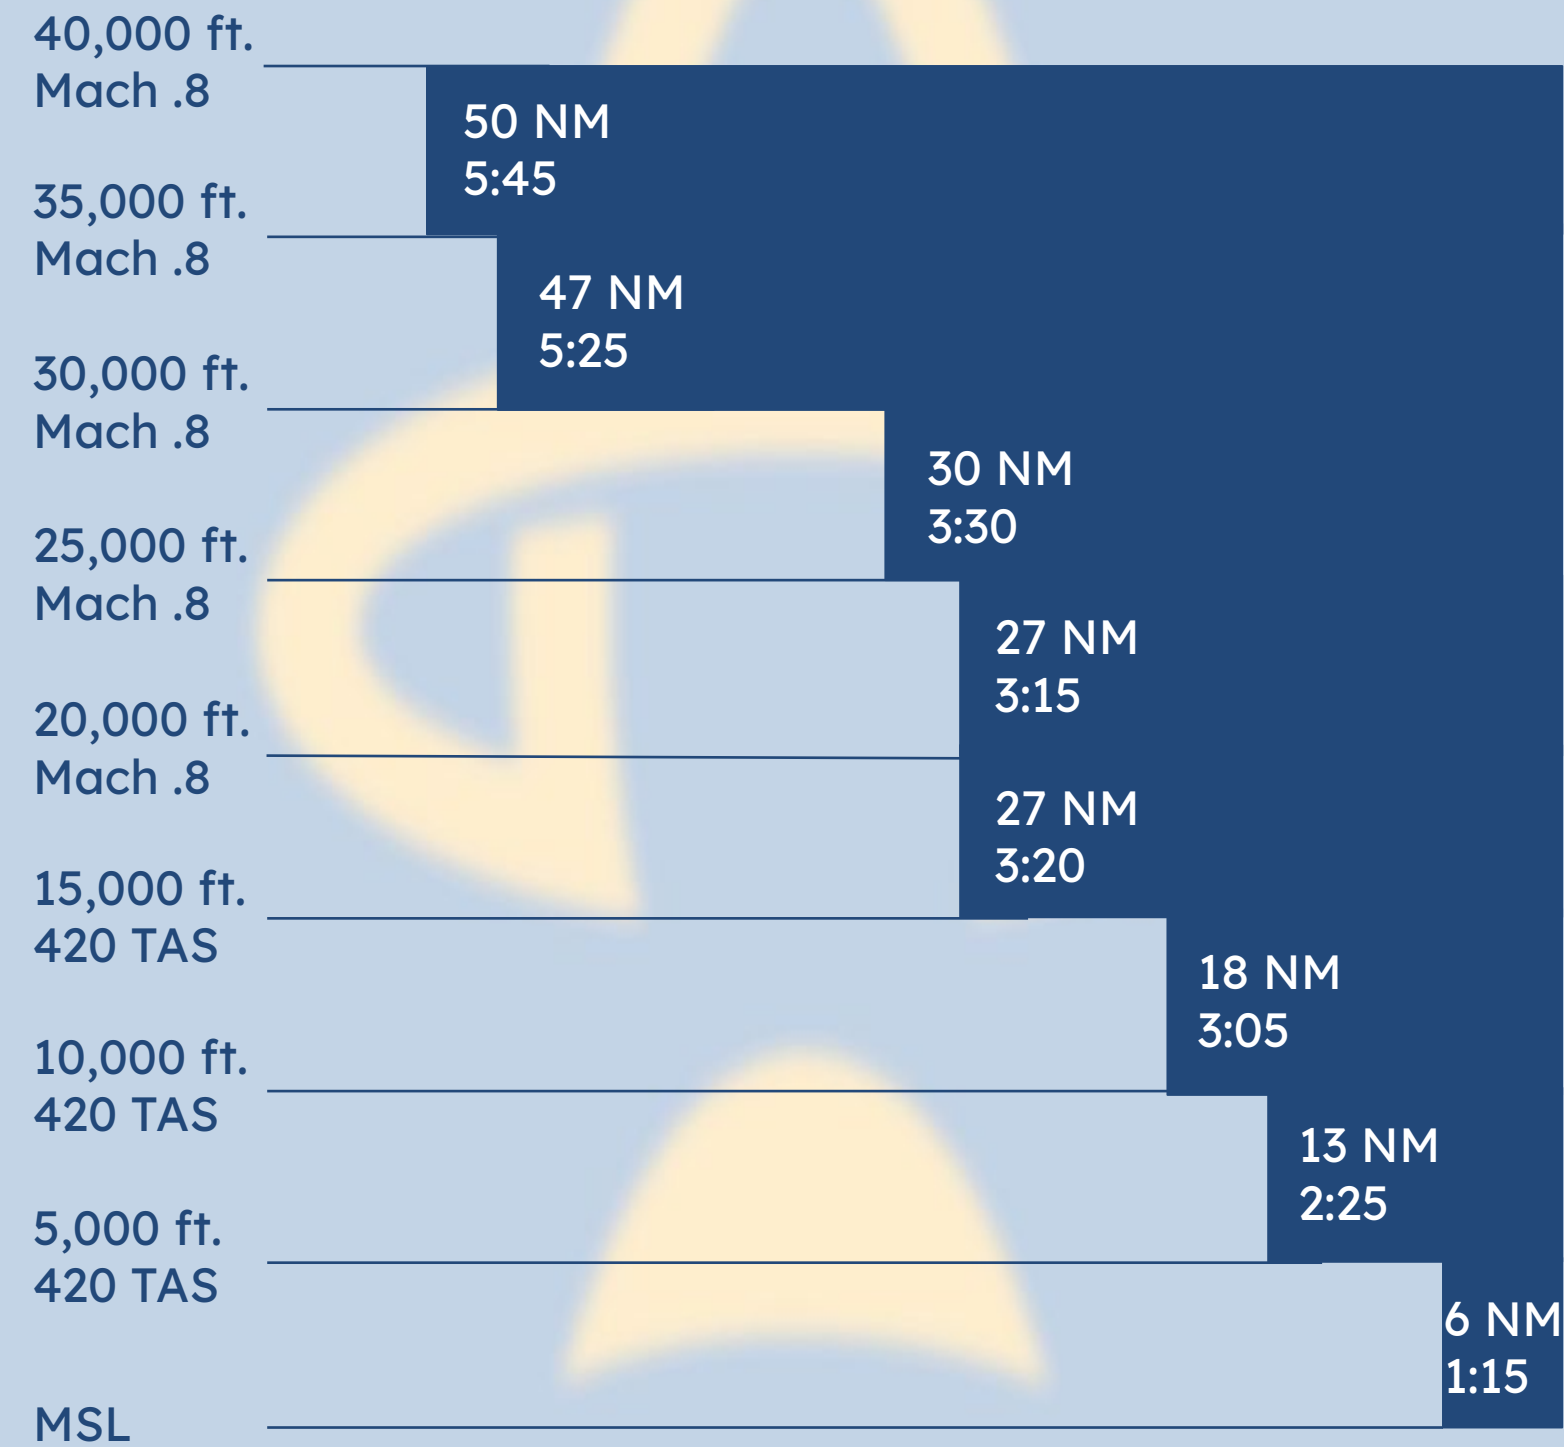 40,000 ft.
Mach .8
50 NM
5:45
35,000 ft.
Mach .8
47 NM
5:25
30,000 ft.
Mach .8
30 NM
3:30
25,000 ft.
Mach .8
27 NM
3:15
20,000 ft.
Mach .8
27 NM
3:20
15,000 ft.
420 TAS
18 NM
3:05
10,000 ft.
420 TAS
13 NM
2:25
5,000 ft.
420 TAS
6 NM
1:15
MSL